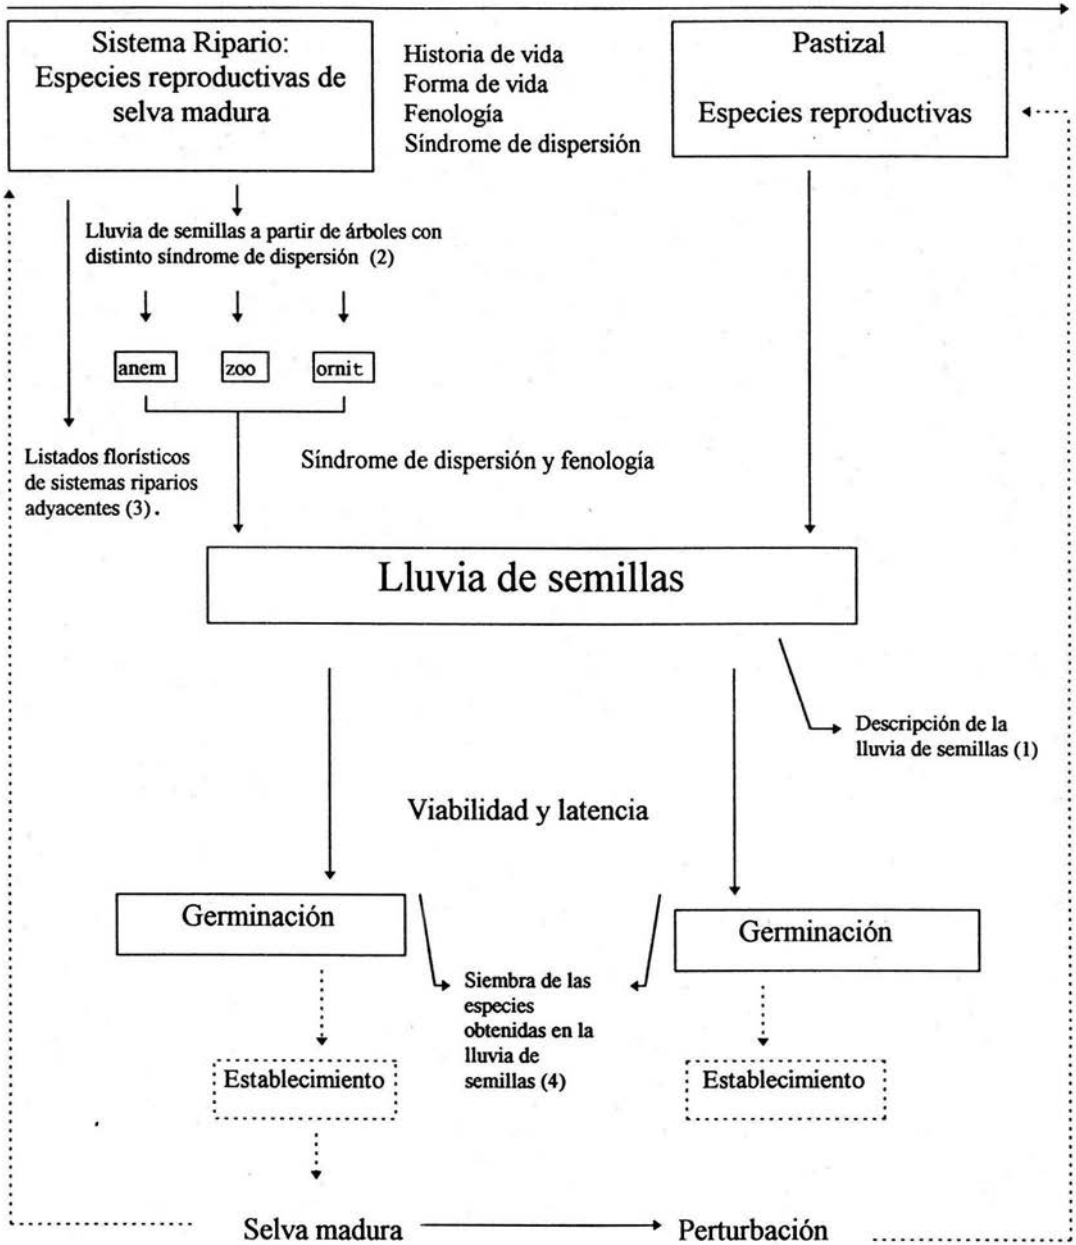 Sistema Ripario:
Especies reproductivas de
selva madura
Historia de vida
Forma de vida
Fenología
Síndrome de dispersión
Pastizal
Especies reproductivas
Lluvia de semillas a partir de árboles con
distinto síndrome de dispersión (2)
anem
zoo
ornit
Listados florísticos
de sistemas riparios
adyacentes (3).
Síndrome de dispersión y fenología
Lluvia de semillas
Descripción de la
lluvia de semillas (1)
Viabilidad y latencia
Germinación
Germinación
Siembra de las
especies
obtenidas en la
lluvia de
semillas (4)
Establecimiento
Establecimiento
Selva madura
Perturbación